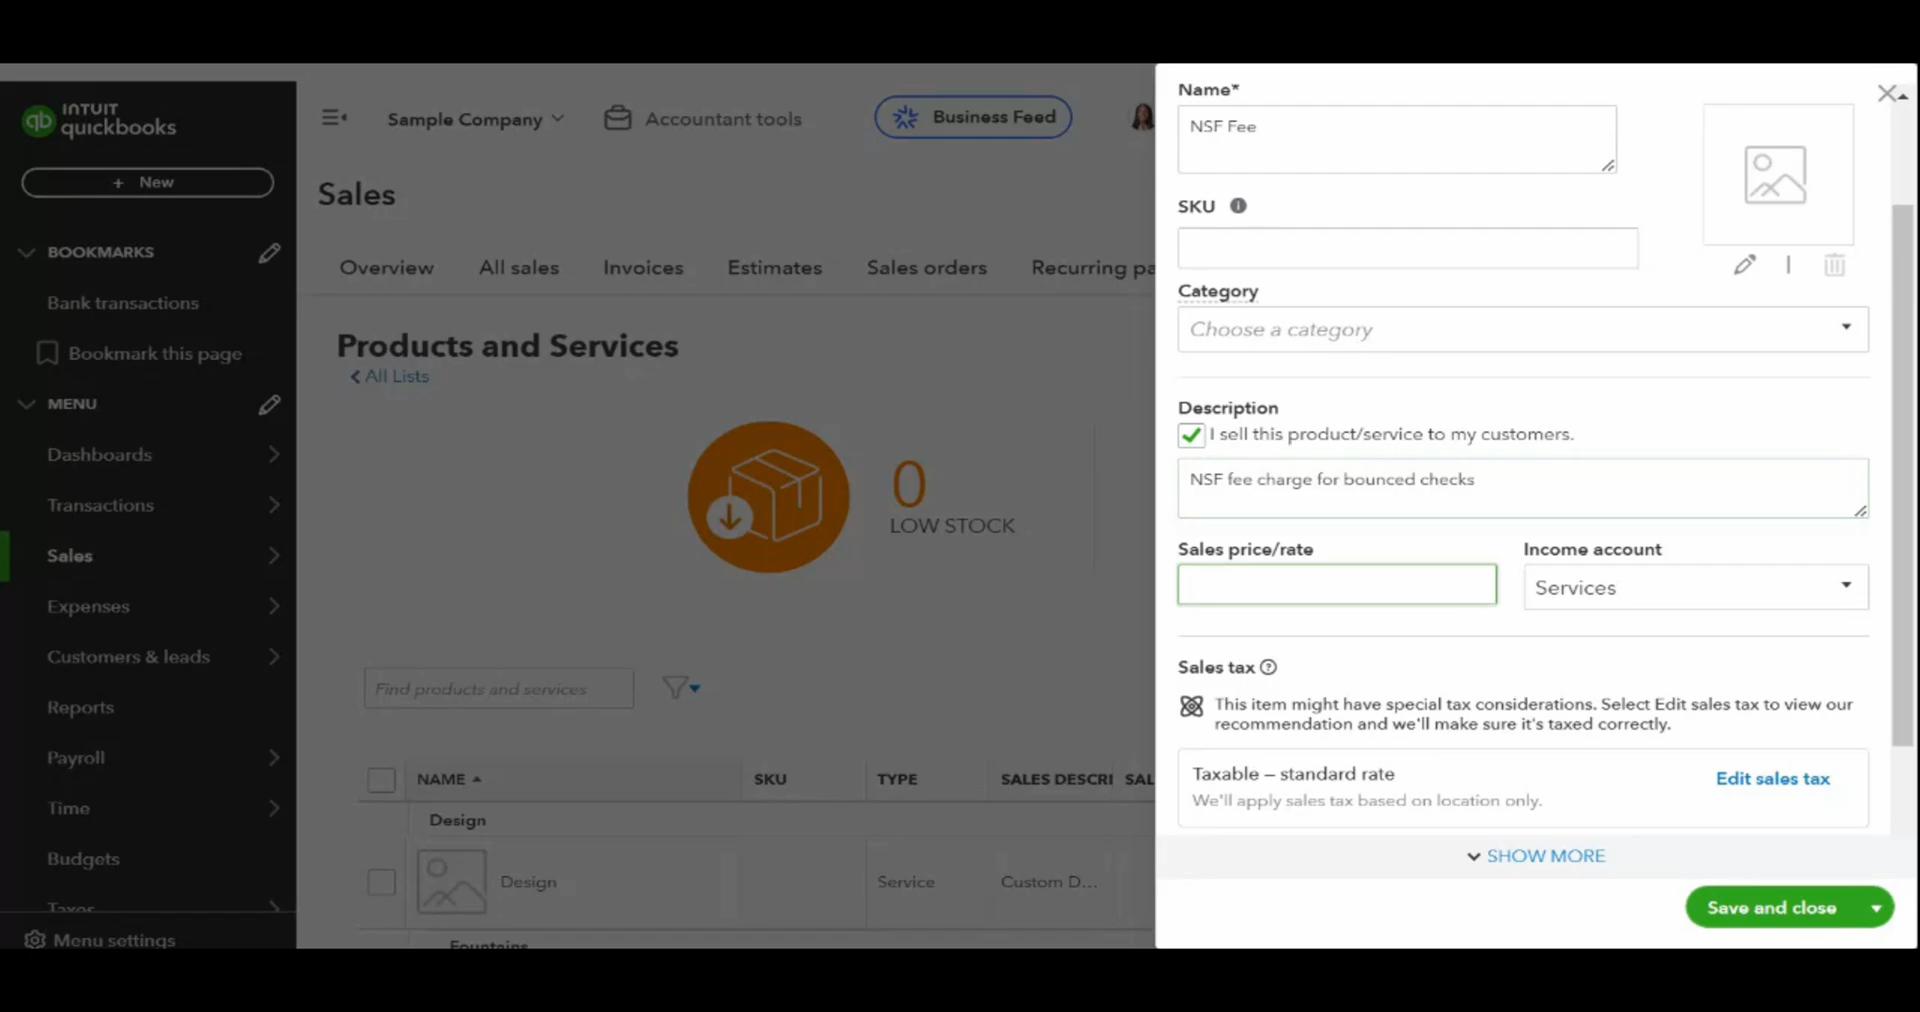 INTUIT
quickbooks
+ New
BOOKMARKS
Bank transactions
Bookmark this page
MENU
Dashboards
Transactions
Sales
Expenses
Customers & leads
Reports
Payroll
Time
Budgets
Taxes
Menu settings
Sample Company
Accountant tools
Business Feed
Sales
Overview All sales Invoices Estimates Sales orders Recurring pa
Products and Services
All Lists
0
LOW STOCK
Find products and services
NAME SKU TYPE SALES DESCRI SAL
Design
Design Service Custom D...
Fountains
Name*
NSF Fee
SKU
Category
Choose a category
Description
I sell this product/service to my customers.
NSF fee charge for bounced checks
Sales price/rate Income account
Services
Sales tax
This item might have special tax considerations. Select Edit sales tax to view our
recommendation and we'll make sure it's taxed correctly.
Taxable – standard rate
Edit sales tax
We'll apply sales tax based on location only.
SHOW MORE
Save and close